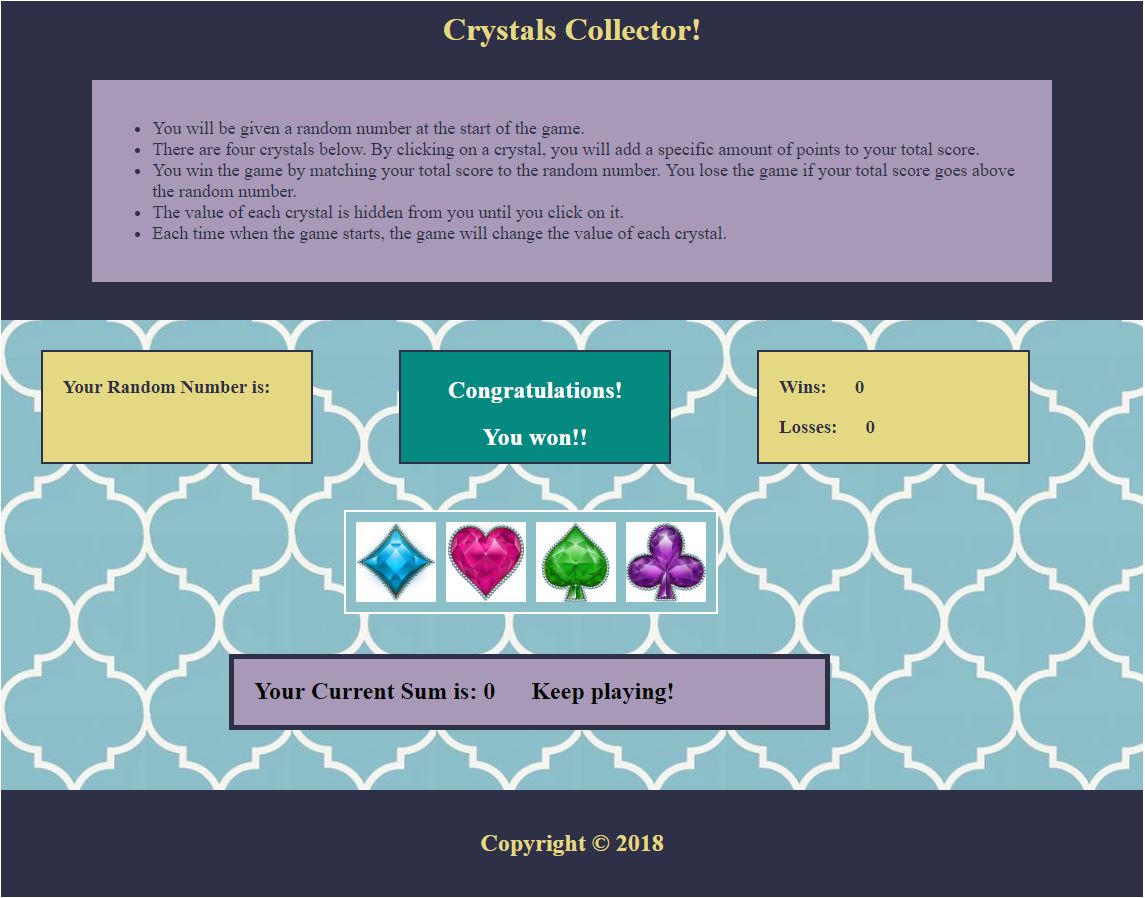 Crystals Collector!
You will be given a random number at the start of the game.
There are four crystals below. By clicking on a crystal, you will add a specific amount of points to your total score.
You win the game by matching your total score to the random number. You lose the game if your total score goes above
the random number.
The value of each crystal is hidden from you until you click on it.
Each time when the game starts, the game will change the value of each crystal.
Your Random Number is:
Congratulations!
You won!!
Wins: 0
Losses: 0
Your Current Sum is: 0 Keep playing!
Copyright © 2018